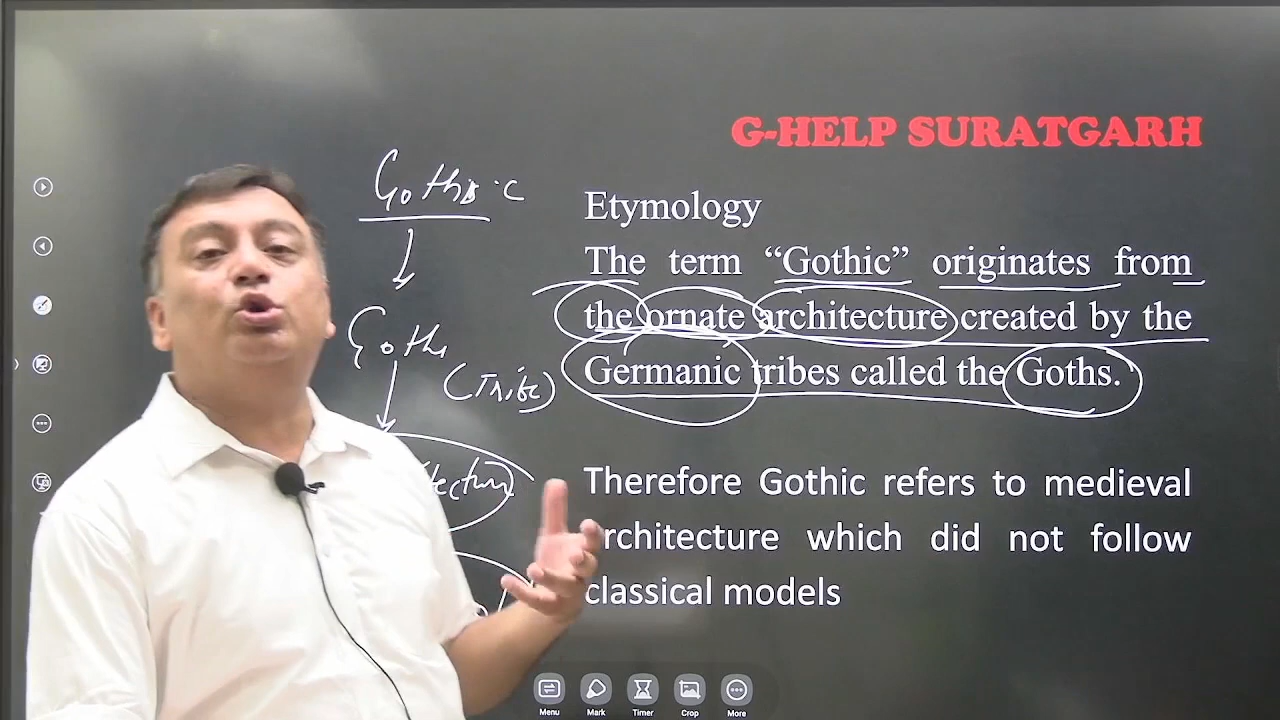 G-HELP SURATGARH
Gothic
Goths
(Tribe)
Etymology
The term “Gothic” originates from
the ornate architecture created by the
Germanic tribes called the Goths.
Therefore Gothic refers to medieval
architecture which did not follow
classical models
Menu
Mark
Timer
Crop
More